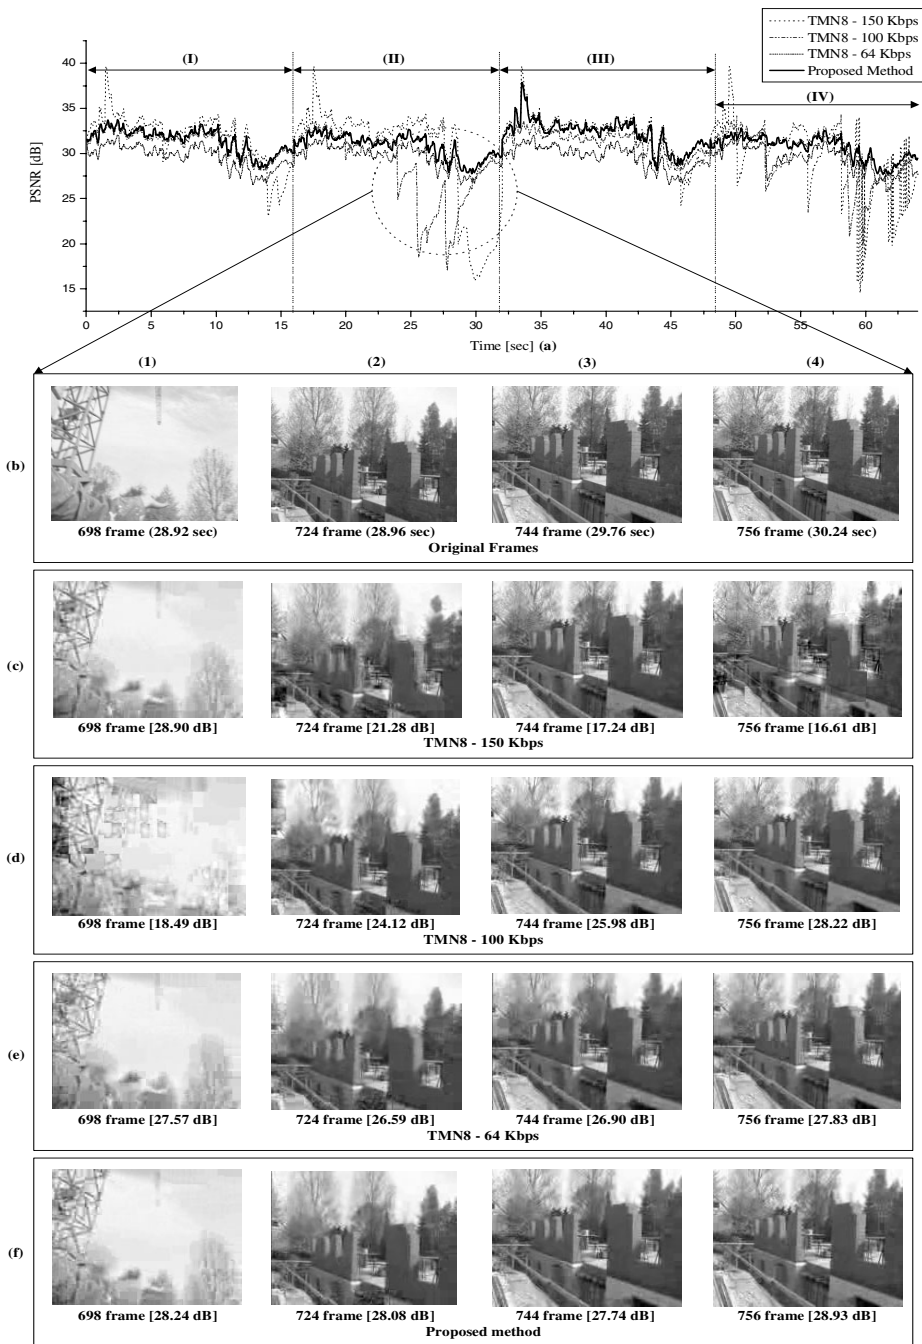 TMN8 - 150 Kbps
TMN8 - 100 Kbps
TMN8 - 64 Kbps
Proposed Method
(I) (II) (III) (IV)
PSNR [dB]
40
35
30
25
20
15
0 5 10 15 20 25 30 35 40 45 50 55 60
Time [sec] (a)
(1) (2) (3) (4)
(b)
698 frame (28.92 sec) 724 frame (28.96 sec) 744 frame (29.76 sec) 756 frame (30.24 sec)
Original Frames
(c)
698 frame [28.90 dB] 724 frame [21.28 dB] 744 frame [17.24 dB] 756 frame [16.61 dB]
TMN8 - 150 Kbps
(d)
698 frame [18.49 dB] 724 frame [24.12 dB] 744 frame [25.98 dB] 756 frame [28.22 dB]
TMN8 - 100 Kbps
(e)
698 frame [27.57 dB] 724 frame [26.59 dB] 744 frame [26.90 dB] 756 frame [27.83 dB]
TMN8 - 64 Kbps
(f)
698 frame [28.24 dB] 724 frame [28.08 dB] 744 frame [27.74 dB] 756 frame [28.93 dB]
Proposed method